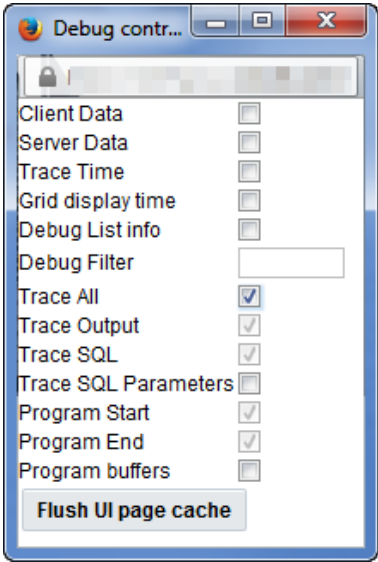 Debug contr...
Client Data
Server Data
Trace Time
Grid display time
Debug List info
Debug Filter
Trace All
Trace Output
Trace SQL
Trace SQL Parameters
Program Start
Program End
Program buffers
Flush UI page cache